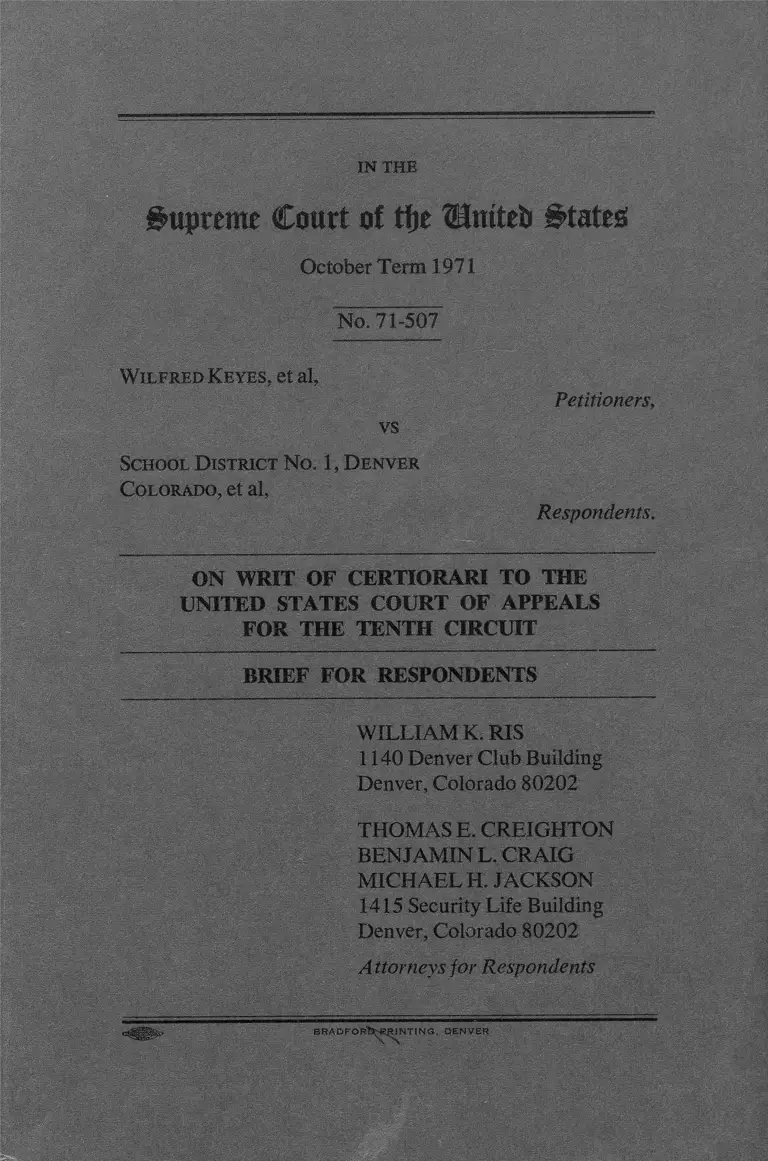 IN THE
Supreme Court of the United States
October Term 1971
No. 71-507
WILFRED KEYES, et al,
Petitioners,
vs
SCHOOL DISTRICT NO. 1, DENVER
COLORADO, et al,
Respondents.
ON WRIT OF CERTIORARI TO THE
UNITED STATES COURT OF APPEALS
FOR THE TENTH CIRCUIT
BRIEF FOR RESPONDENTS
WILLIAM K. RIS
1140 Denver Club Building
Denver, Colorado 80202
THOMAS E. CREIGHTON
BENJAMIN L. CRAIG
MICHAEL H. JACKSON
1415 Security Life Building
Denver, Colorado 80202
Attorneys for Respondents
BRADFORD PRINTING, DENVER